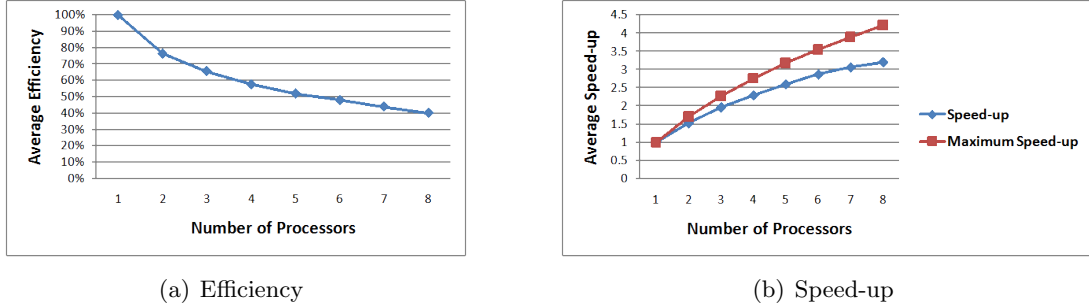 100%
90%
80%
70%
60%
50%
40%
30%
20%
10%
0%
Average Efficiency
1 2 3 4 5 6 7 8
Number of Processors
(a) Efficiency
4.5
4
3.5
3
2.5
2
1.5
1
0.5
0
Average Speed-up
1 2 3 4 5 6 7 8
Number of Processors
Speed-up
Maximum Speed-up
(b) Speed-up